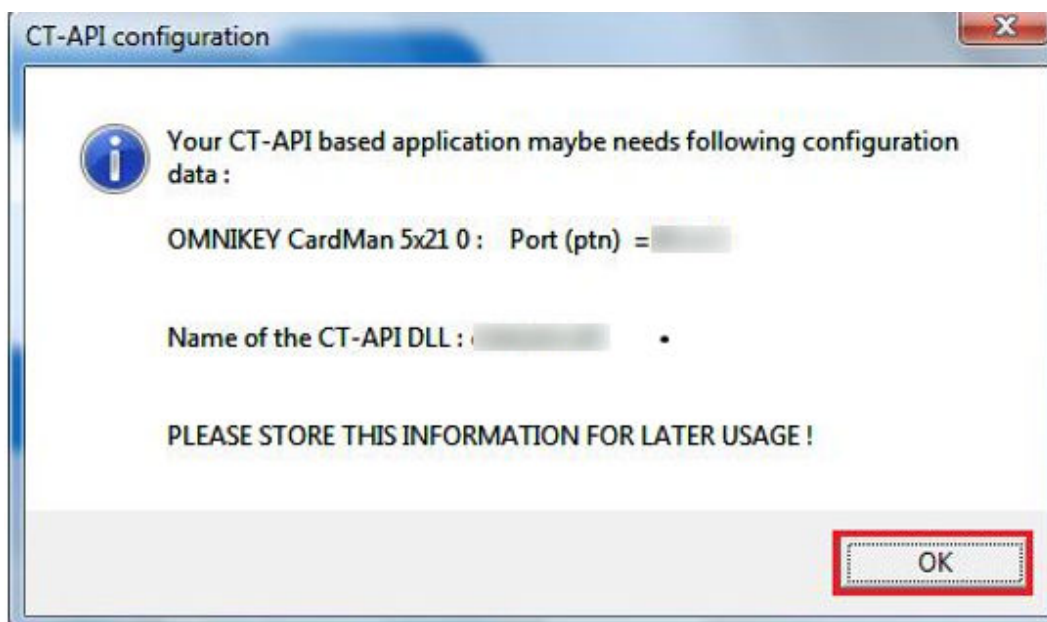 CT-API configuration
Your CT-API based application maybe needs following configuration
data :
OMNIKEY CardMan 5x21 0 : Port (ptn) =
Name of the CT-API DLL :
PLEASE STORE THIS INFORMATION FOR LATER USAGE !
OK